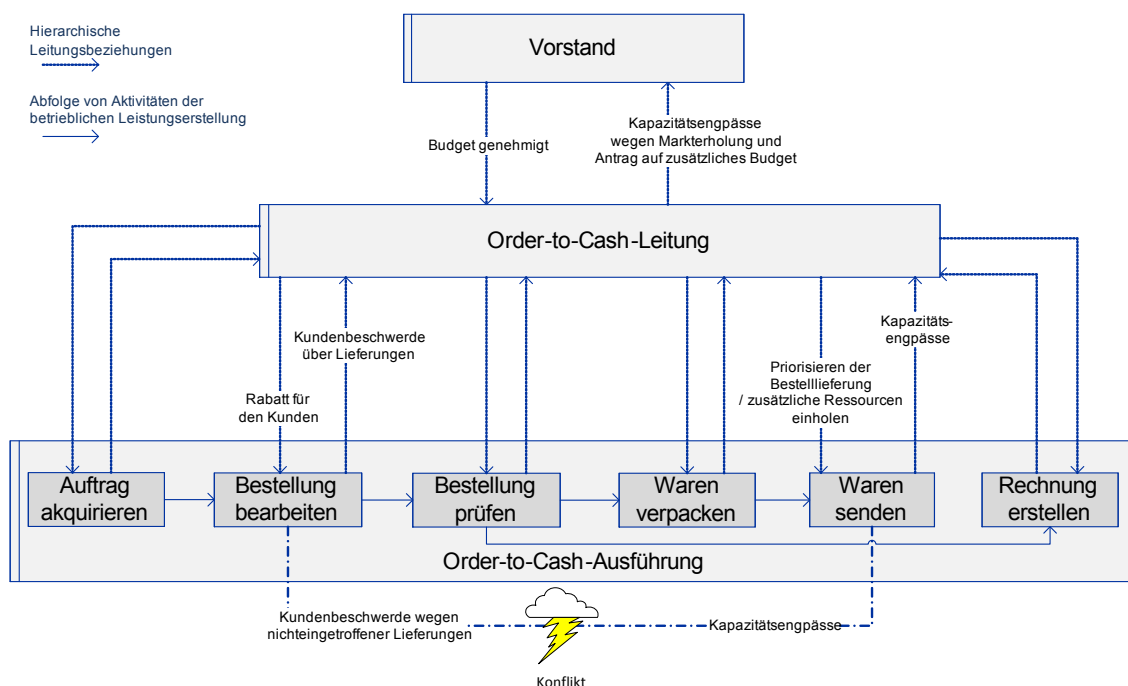 Hierarchische
Leitungsbeziehungen
Abfolge von Aktivitäten der
betrieblichen Leistungserstellung
Vorstand
Budget genehmigt
Kapazitätsengpässe
wegen Markterholung und
Antrag auf zusätzliches Budget
Order-to-Cash-Leitung
Kundenbeschwerde
über Lieferungen
Rabatt für
den Kunden
Kapazitäts-
engpässe
Priorisieren der
Bestelllieferung
/ zusätzliche Ressourcen
einholen
Auftrag
akquirieren
Bestellung
bearbeiten
Bestellung
prüfen
Waren
verpacken
Waren
senden
Rechnung
erstellen
Order-to-Cash-Ausführung
Kundenbeschwerde wegen
nichteingetroffener Lieferungen
Kapazitätsengpässe
Konflikt